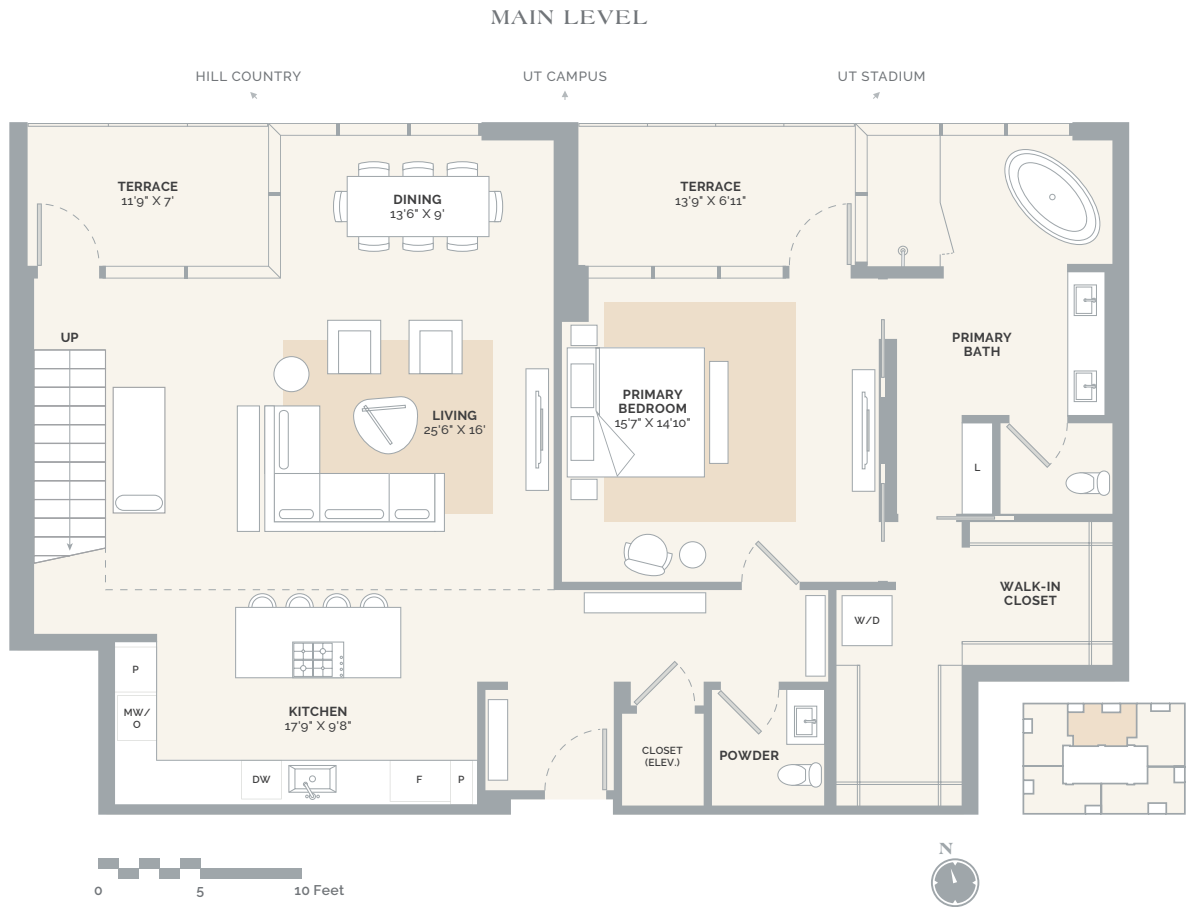 MAIN LEVEL
HILL COUNTRY
UT CAMPUS
UT STADIUM
TERRACE
11'9" X 7'
DINING
13'6" X 9'
TERRACE
13'9" X 6'11"
UP
PRIMARY
BATH
LIVING
25'6" X 16'
PRIMARY
BEDROOM
15'7" X 14'10"
L
WALK-IN
CLOSET
W/D
P
MW/
O
KITCHEN
17'9" X 9'8"
CLOSET
(ELEV.)
POWDER
DW
F
P
0
5
10 Feet
N